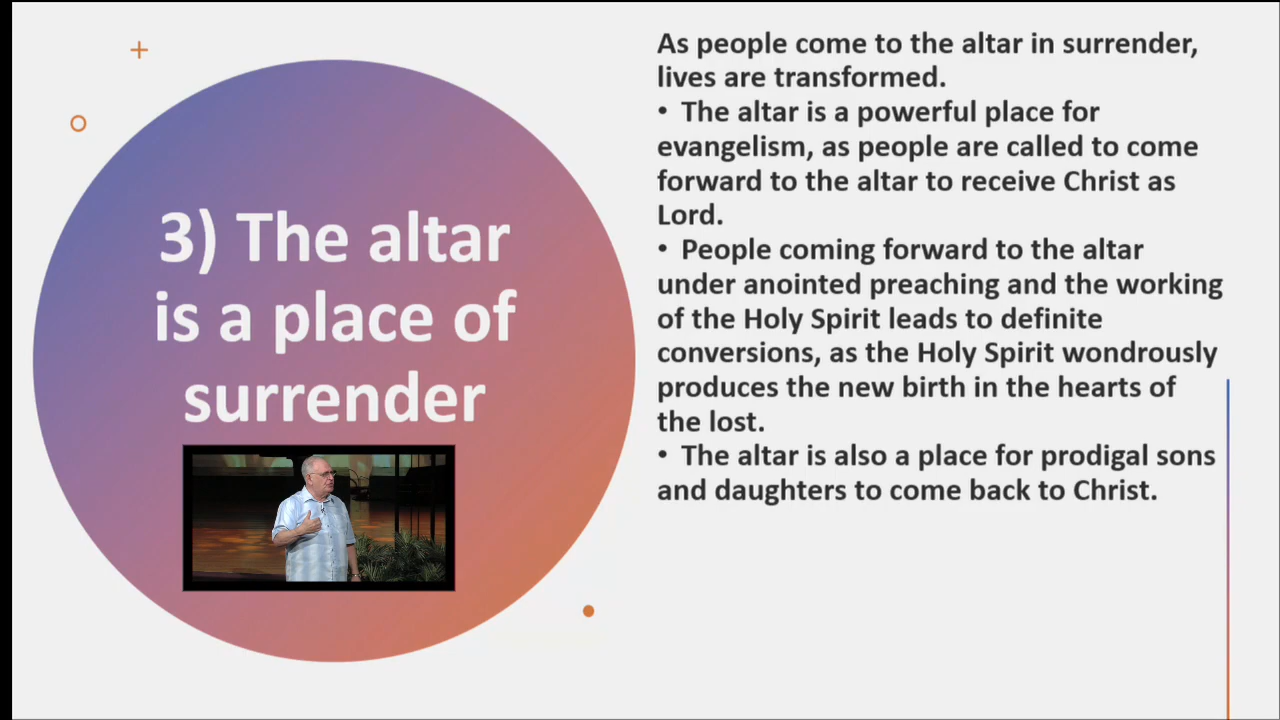 3) The altar
is a place of
surrender
As people come to the altar in surrender,
lives are transformed.
• The altar is a powerful place for
evangelism, as people are called to come
forward to the altar to receive Christ as
Lord.
• People coming forward to the altar
under anointed preaching and the working
of the Holy Spirit leads to definite
conversions, as the Holy Spirit wondrously
produces the new birth in the hearts of
the lost.
• The altar is also a place for prodigal sons
and daughters to come back to Christ.